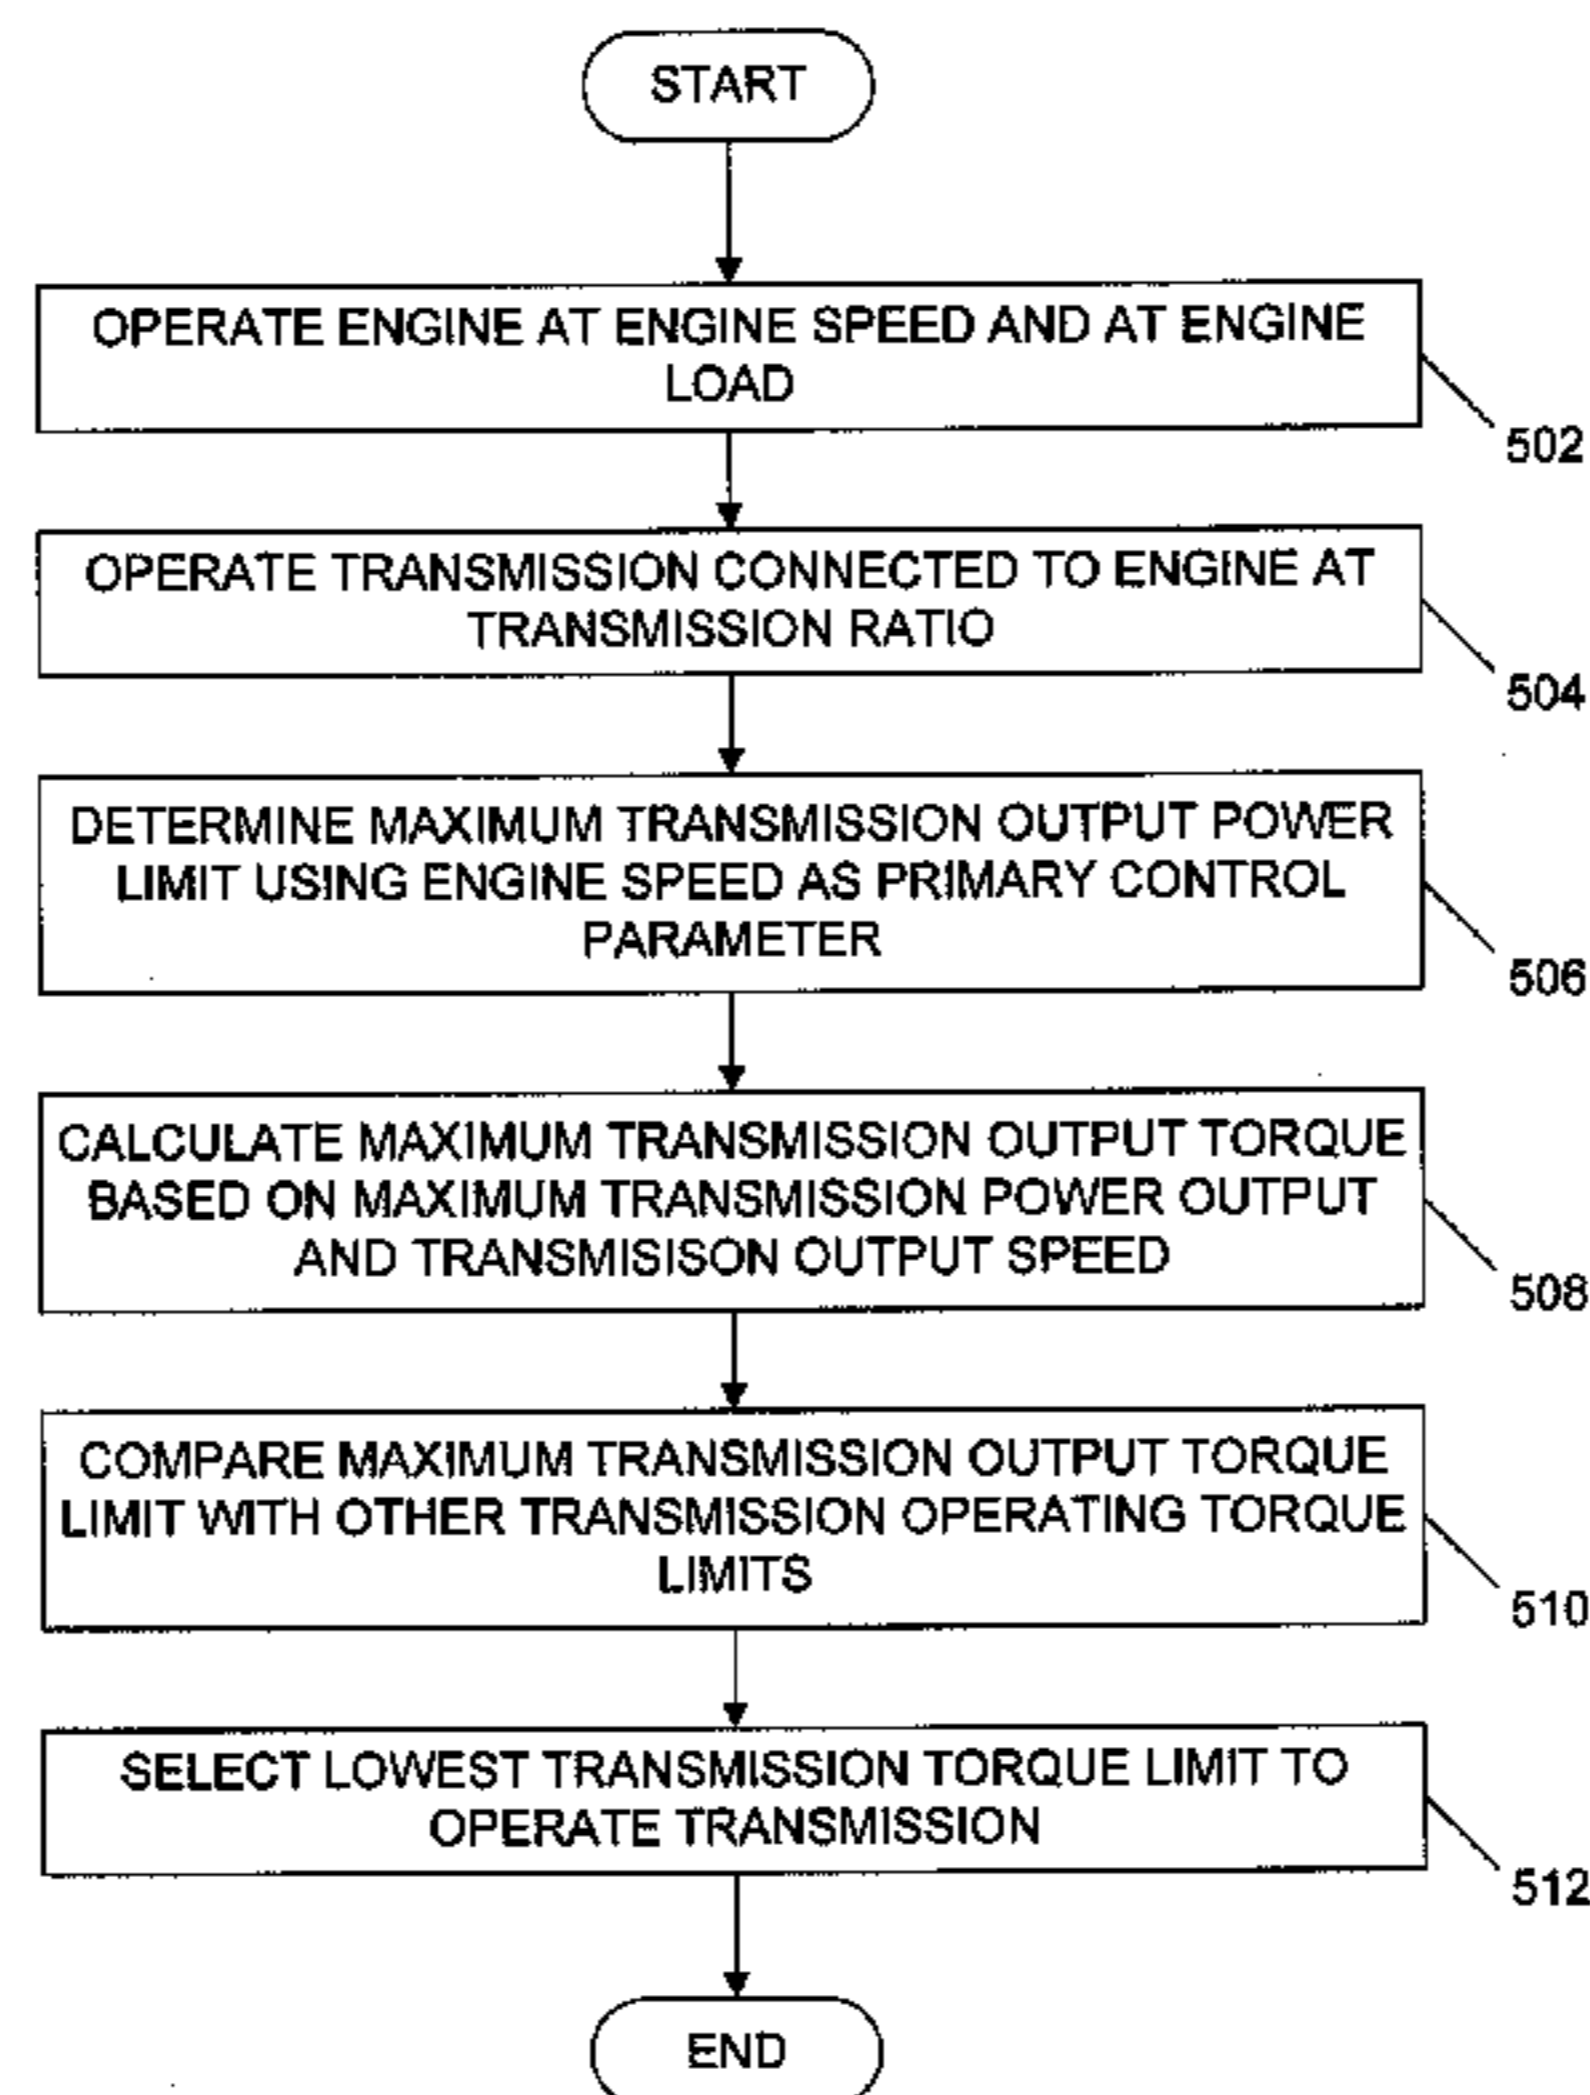 START
OPERATE ENGINE AT ENGINE SPEED AND AT ENGINE
LOAD
502
OPERATE TRANSMISSION CONNECTED TO ENGINE AT
TRANSMISSION RATIO
504
DETERMINE MAXIMUM TRANSMISSION OUTPUT POWER
LIMIT USING ENGINE SPEED AS PRIMARY CONTROL
PARAMETER
506
CALCULATE MAXIMUM TRANSMISSION OUTPUT TORQUE
BASED ON MAXIMUM TRANSMISSION POWER OUTPUT
AND TRANSMISISON OUTPUT SPEED
508
COMPARE MAXIMUM TRANSMISSION OUTPUT TORQUE
LIMIT WITH OTHER TRANSMISSION OPERATING TORQUE
LIMITS
510
SELECT LOWEST TRANSMISSION TORQUE LIMIT TO
OPERATE TRANSMISSION
512
END